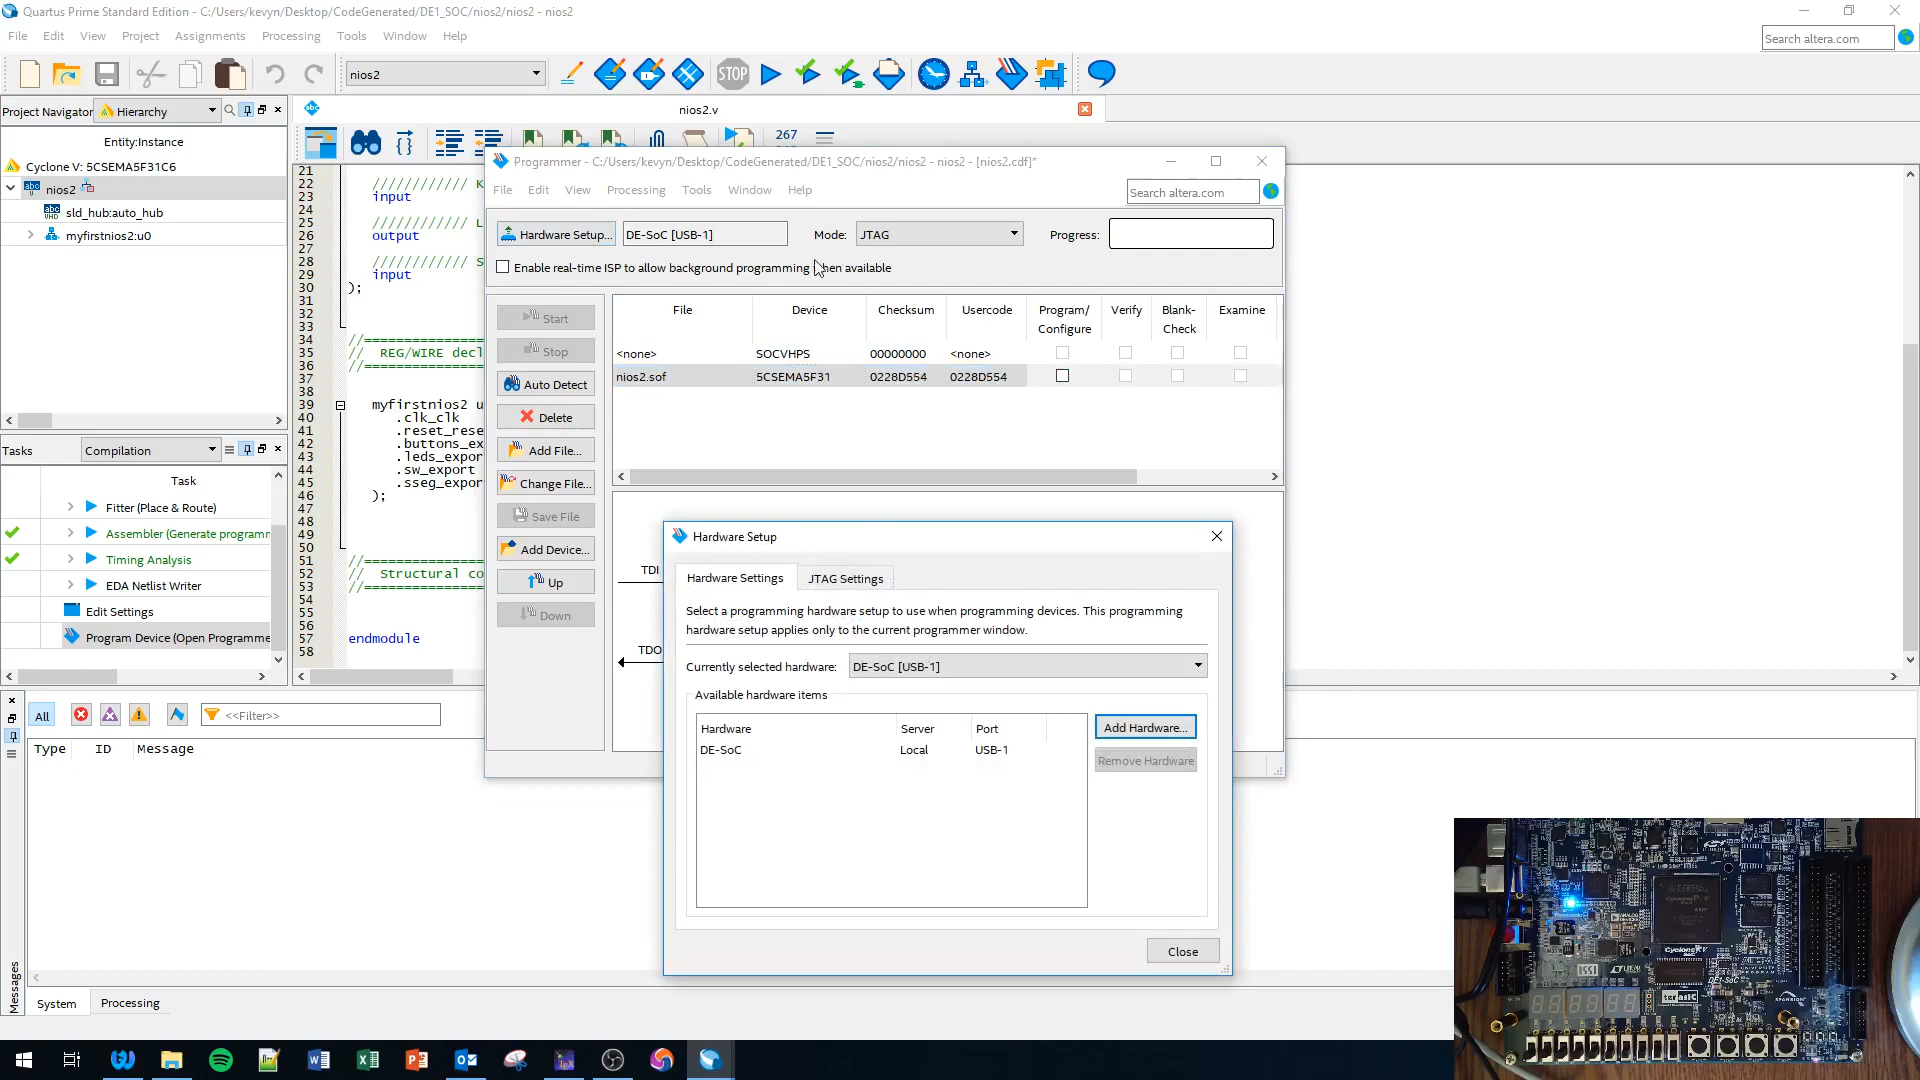 Quartus Prime Standard Edition - C:/Users/kevyn/Desktop/CodeGenerated/DE1_SOC/nios2/nios2 - nios2
File Edit View Project Assignments Processing Tools Window Help
Search altera.com
nios2
STOP
Project Navigator
Hierarchy
nios2.v
267
Entity:Instance
Cyclone V: 5CSEMA5F31C6
nios2
sld_hub:auto_hub
myfirstnios2:u0
Tasks
Compilation
Task
Fitter (Place & Route)
Assembler (Generate programm
Timing Analysis
EDA Netlist Writer
Edit Settings
Program Device (Open Programme
21
22 //////////// K
23 input
24
25 //////////// L
26 output
27
28 //////////// S
29 input
30 );
31
32
33
34 //=
35 // REG/WIRE decl
36 //=
37
38
39 myfirstnios2 u
40 .clk_clk
41 .reset_rese
42 .buttons_ex
43 .leds_expor
44 .sw_export
45 .sseg_expor
46 );
47
48
49
50
51 //=
52 // Structural co
53 //=
54
55
56
57 endmodule
58
Programmer - C:/Users/kevyn/Desktop/CodeGenerated/DE1_SOC/nios2/nios2 - nios2 - [nios2.cdf]*
File Edit View Processing Tools Window Help
Search altera.com
Hardware Setup...
DE-SoC [USB-1]
Mode:
JTAG
Progress:
Enable real-time ISP to allow background programming when available
Start
Stop
Auto Detect
Delete
Add File...
Change File...
Save File
Add Device...
Up
Down
File Device Checksum Usercode Program/ Configure Verify Blank- Check Examine
<none> SOCVHPS 00000000 <none>
nios2.sof 5CSEMA5F31 0228D554 0228D554
TDI
TDO
Hardware Setup
Hardware Settings
JTAG Settings
Select a programming hardware setup to use when programming devices. This programming
hardware setup applies only to the current programmer window.
Currently selected hardware:
DE-SoC [USB-1]
Available hardware items
Hardware Server Port
DE-SoC Local USB-1
Add Hardware...
Remove Hardware
Close
All
<<Filter>>
Type ID Message
Messages
System
Processing
Cyclone V
ISSI
DE1-SoC
terasIC
SPANSION